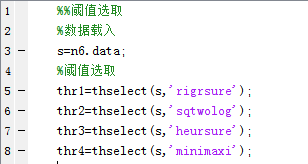 1 %%阈值选取
2 %数据载入
3 — s=n6.data;
4 %阈值选取
5 — thr1=thselect(s,'rigrsure');
6 — thr2=thselect(s,'sqtwolog');
7 — thr3=thselect(s,'heursure');
8 — thr4=thselect(s,'minimaxi');